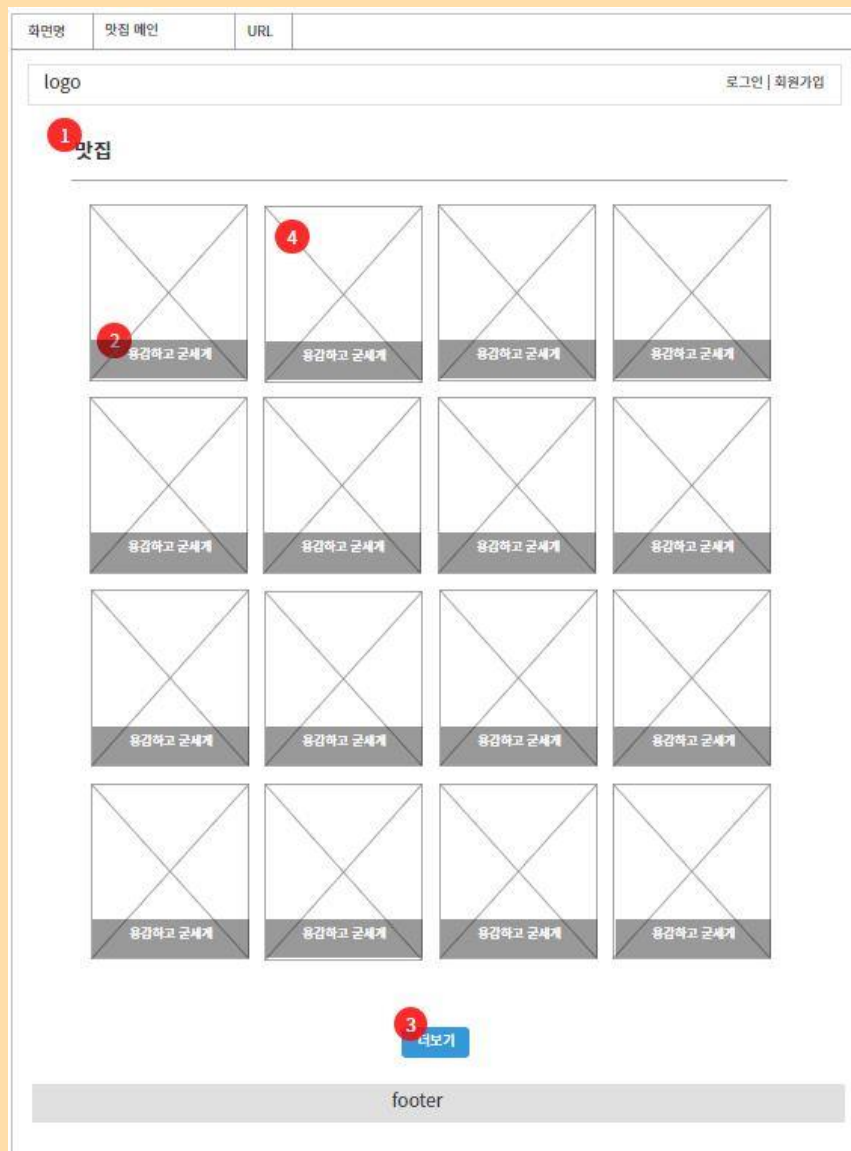 화면명 맛집 메인 URL
logo 로그인 | 회원가입
1
맛집
4
2
용감하고 굳세게 용감하고 굳세게 용감하고 굳세게 용감하고 굳세게
용감하고 굳세게 용감하고 굳세게 용감하고 굳세게 용감하고 굳세게
용감하고 굳세게 용감하고 굳세게 용감하고 굳세게 용감하고 굳세게
용감하고 굳세게 용감하고 굳세게 용감하고 굳세게 용감하고 굳세게
3
더보기
footer